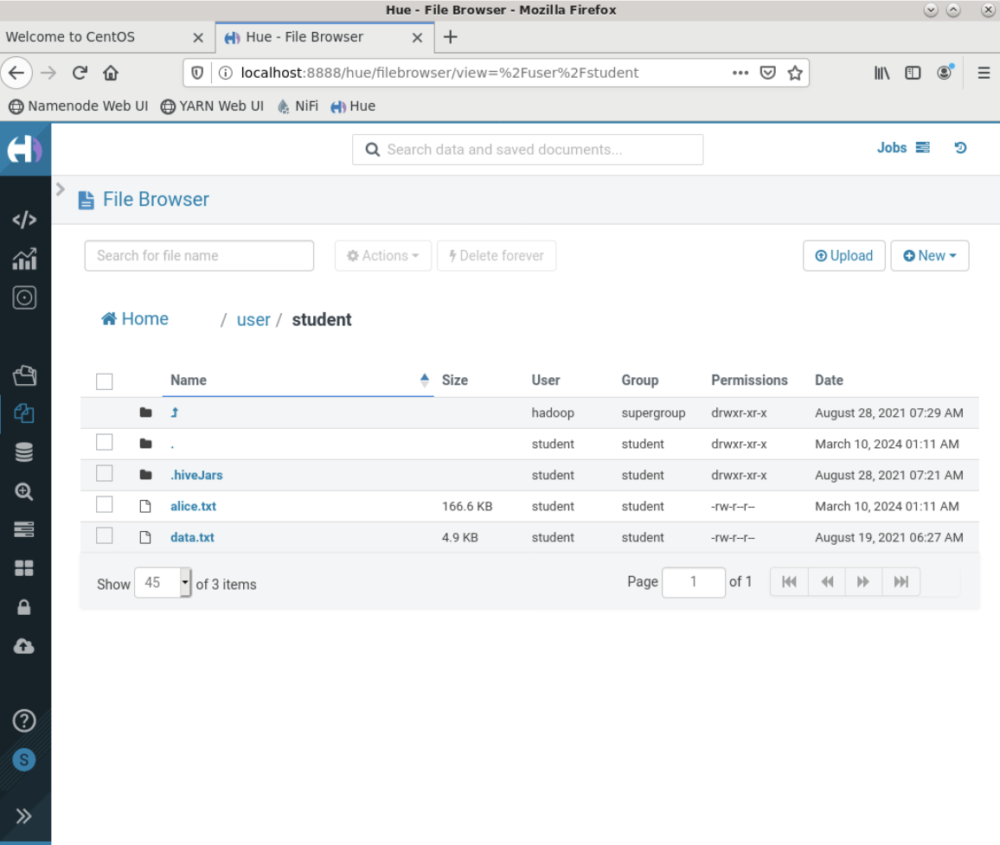 Hue - File Browser - Mozilla Firefox
Welcome to CentOS Hue - File Browser
localhost:8888/hue/filebrowser/view=%2Fuser%2Fstudent
Namenode Web UI YARN Web UI NiFi Hue
Search data and saved documents... Jobs
File Browser
Search for file name Actions Delete forever Upload New
Home / user / student
Name Size User Group Permissions Date
hadoop supergroup drwxr-xr-x August 28, 2021 07:29 AM
. student student drwxr-xr-x March 10, 2024 01:11 AM
.hiveJars student student drwxr-xr-x August 28, 2021 07:21 AM
alice.txt 166.6 KB student student -rw-r--r-- March 10, 2024 01:11 AM
data.txt 4.9 KB student student -rw-r--r-- August 19, 2021 06:27 AM
Show 45 of 3 items Page 1 of 1
S